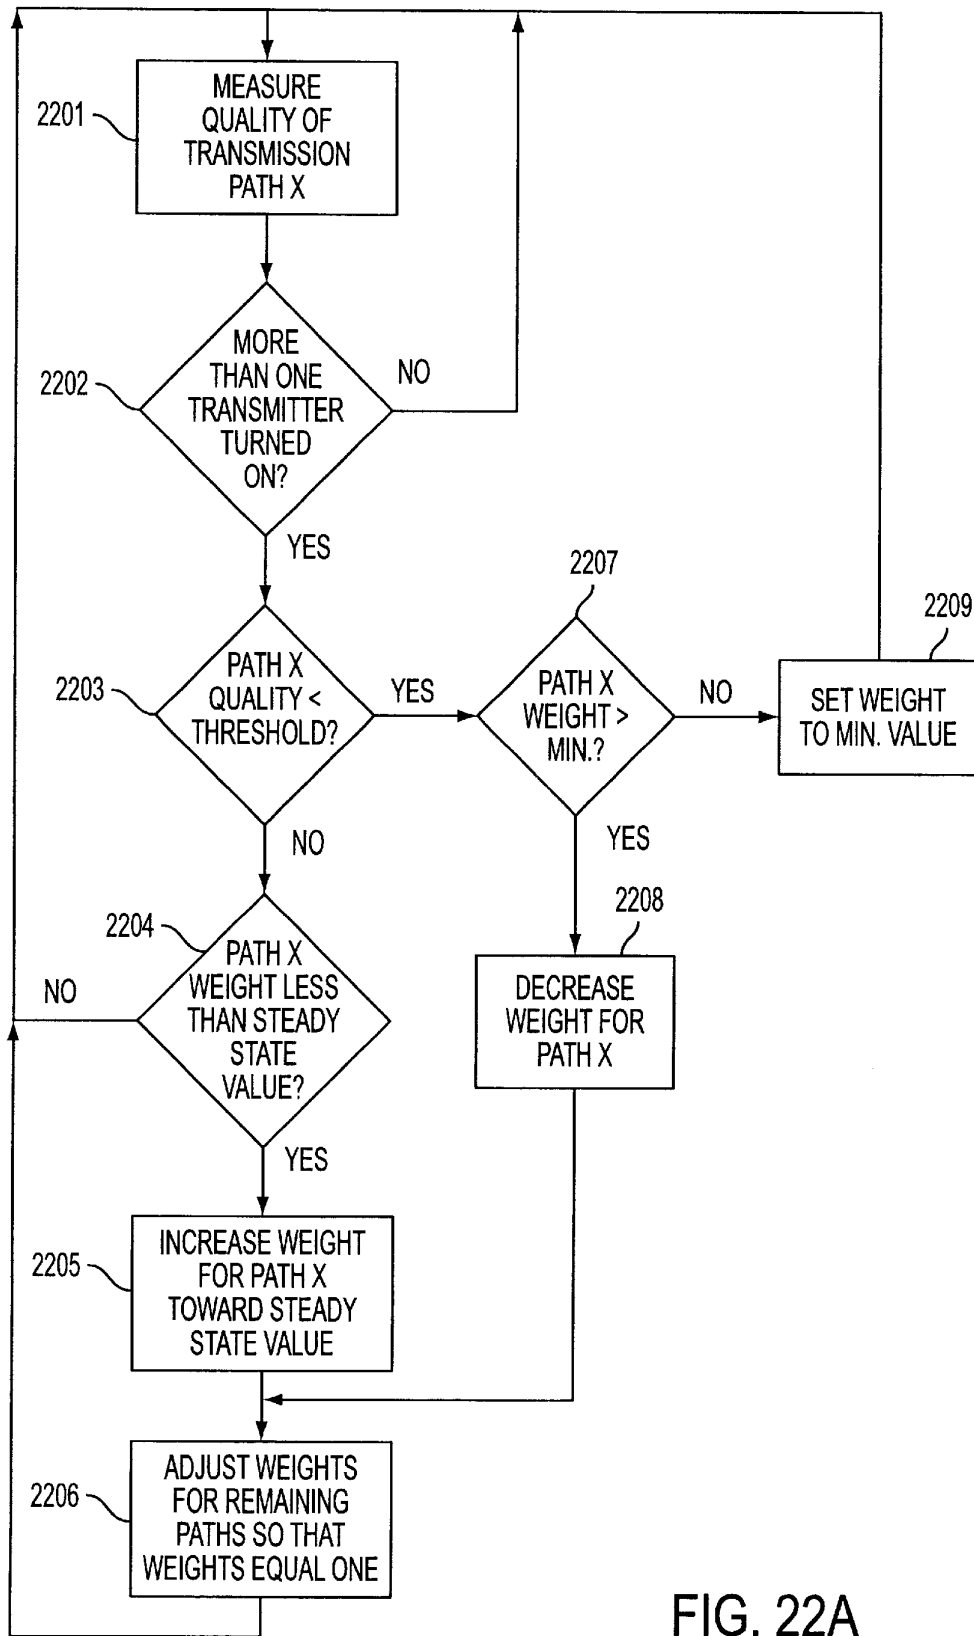 2201
MEASURE
QUALITY OF
TRANSMISSION
PATH X
2202
MORE
THAN ONE
TRANSMITTER
TURNED
ON?
NO
YES
2203
PATH X
QUALITY <
THRESHOLD?
YES
2207
PATH X
WEIGHT >
MIN.?
NO
2209
SET WEIGHT
TO MIN. VALUE
NO
YES
2204
PATH X
WEIGHT LESS
THAN STEADY
STATE
VALUE?
NO
2208
DECREASE
WEIGHT FOR
PATH X
YES
2205
INCREASE WEIGHT
FOR PATH X
TOWARD STEADY
STATE VALUE
2206
ADJUST WEIGHTS
FOR REMAINING
PATHS SO THAT
WEIGHTS EQUAL ONE
FIG. 22A